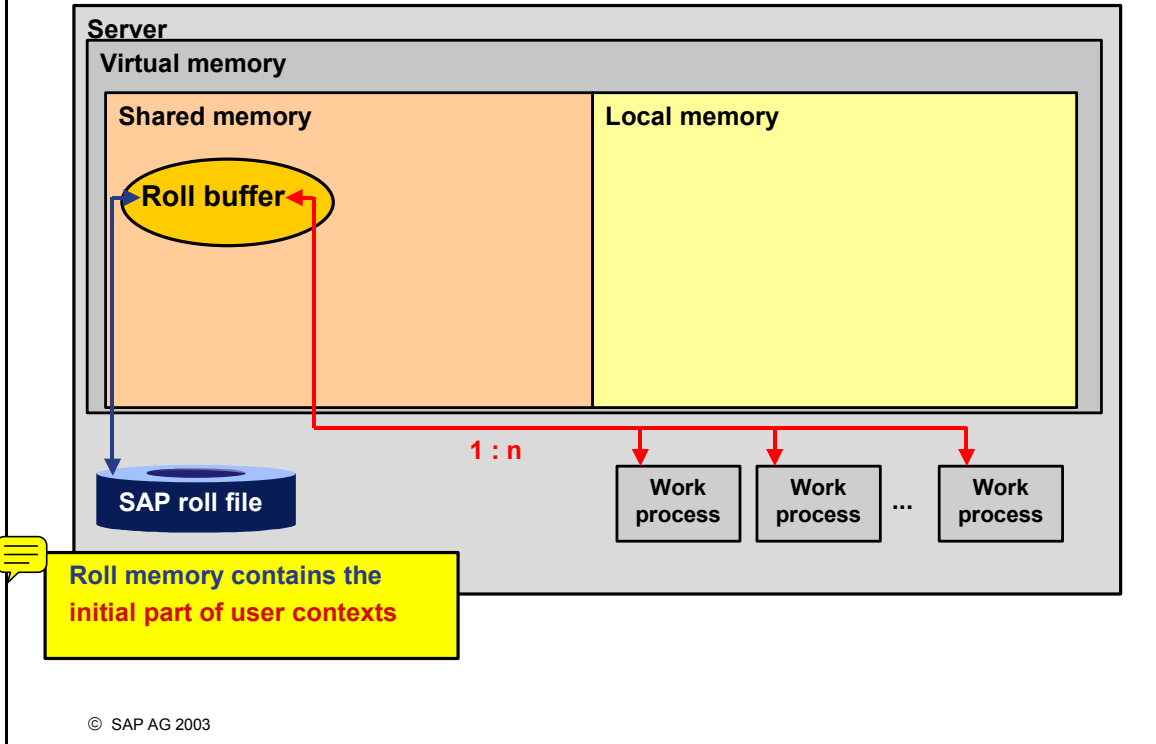 Server
Virtual memory
Shared memory
Local memory
Roll buffer
1 : n
SAP roll file
Work
process
Work
process
...
Work
process
Roll memory contains the
initial part of user contexts
© SAP AG 2003